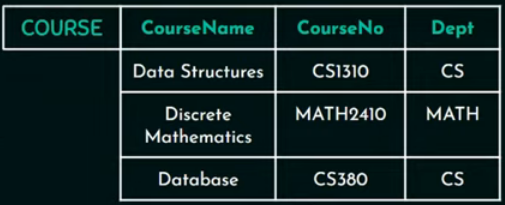 COURSE CourseName CourseNo Dept
Data Structures CS1310 CS
Discrete MATH2410 MATH
Mathematics
Database CS380 CS